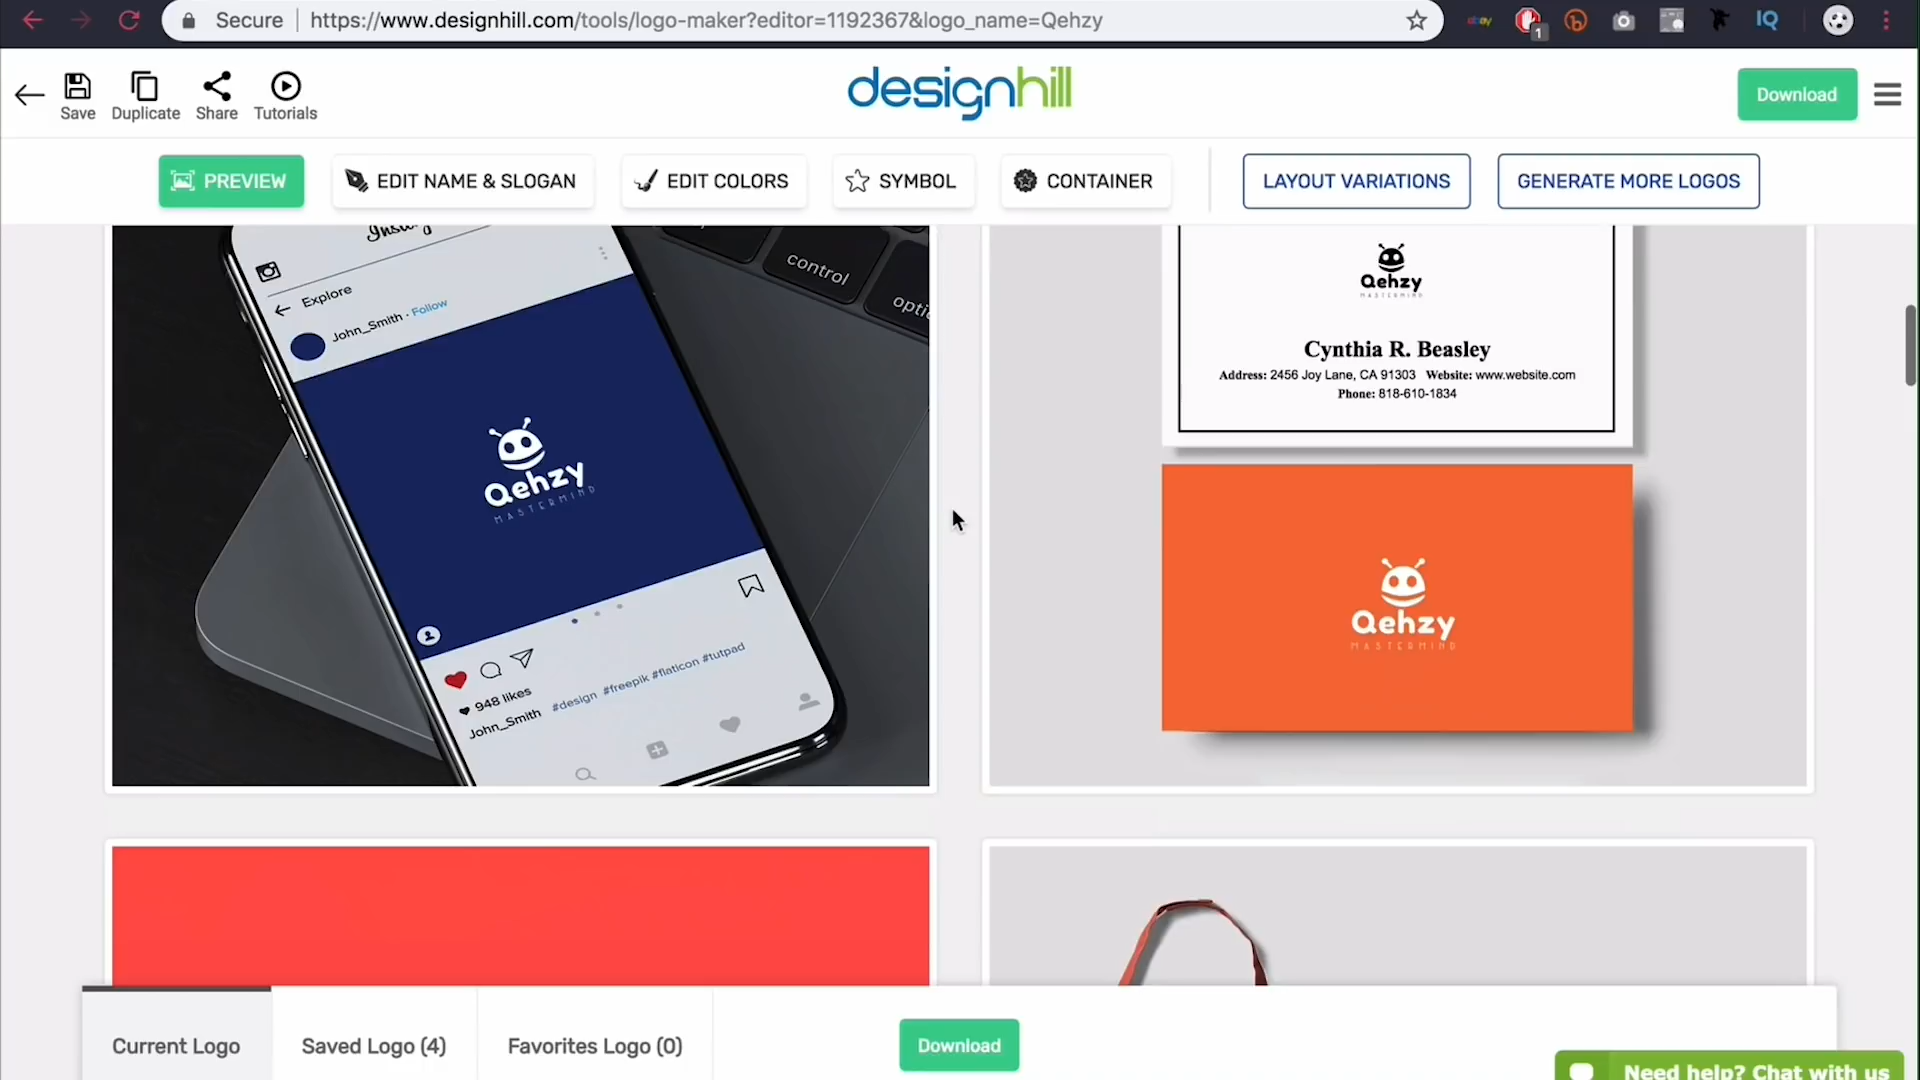 Secure https://www.designhill.com/tools/logo-maker?editor=1192367&logo_name=Qehzy
ebay
1
IQ
Save Duplicate Share Tutorials
designhill
Download
PREVIEW
EDIT NAME & SLOGAN
EDIT COLORS
SYMBOL
CONTAINER
LAYOUT VARIATIONS
GENERATE MORE LOGOS
Explore
John_Smith · Follow
Qehzy
MASTERMIND
948 likes
John_Smith #design #freepik #flaticon #tutpad
control
Qehzy
MASTERMIND
Cynthia R. Beasley
Address: 2456 Joy Lane, CA 91303 Website: www.website.com
Phone: 818-610-1834
Qehzy
MASTERMIND
Current Logo
Saved Logo (4)
Favorites Logo (0)
Download
Need help? Chat with us